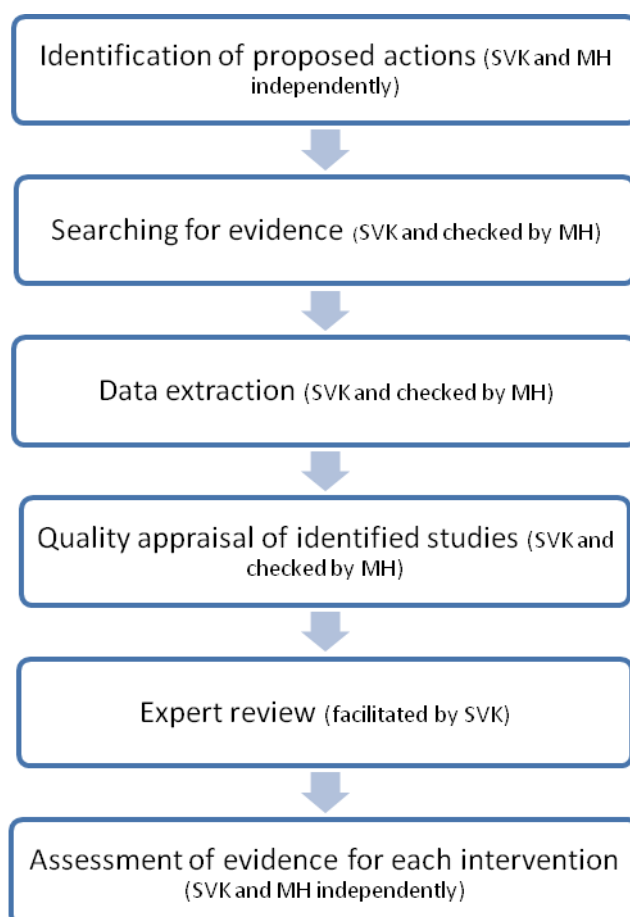 Identification of proposed actions (SVK and MH
independently)
Searching for evidence (SVK and checked by MH)
Data extraction (SVK and checked by MH)
Quality appraisal of identified studies (SVK and
checked by MH)
Expert review (facilitated by SVK)
Assessment of evidence for each intervention
(SVK and MH independently)